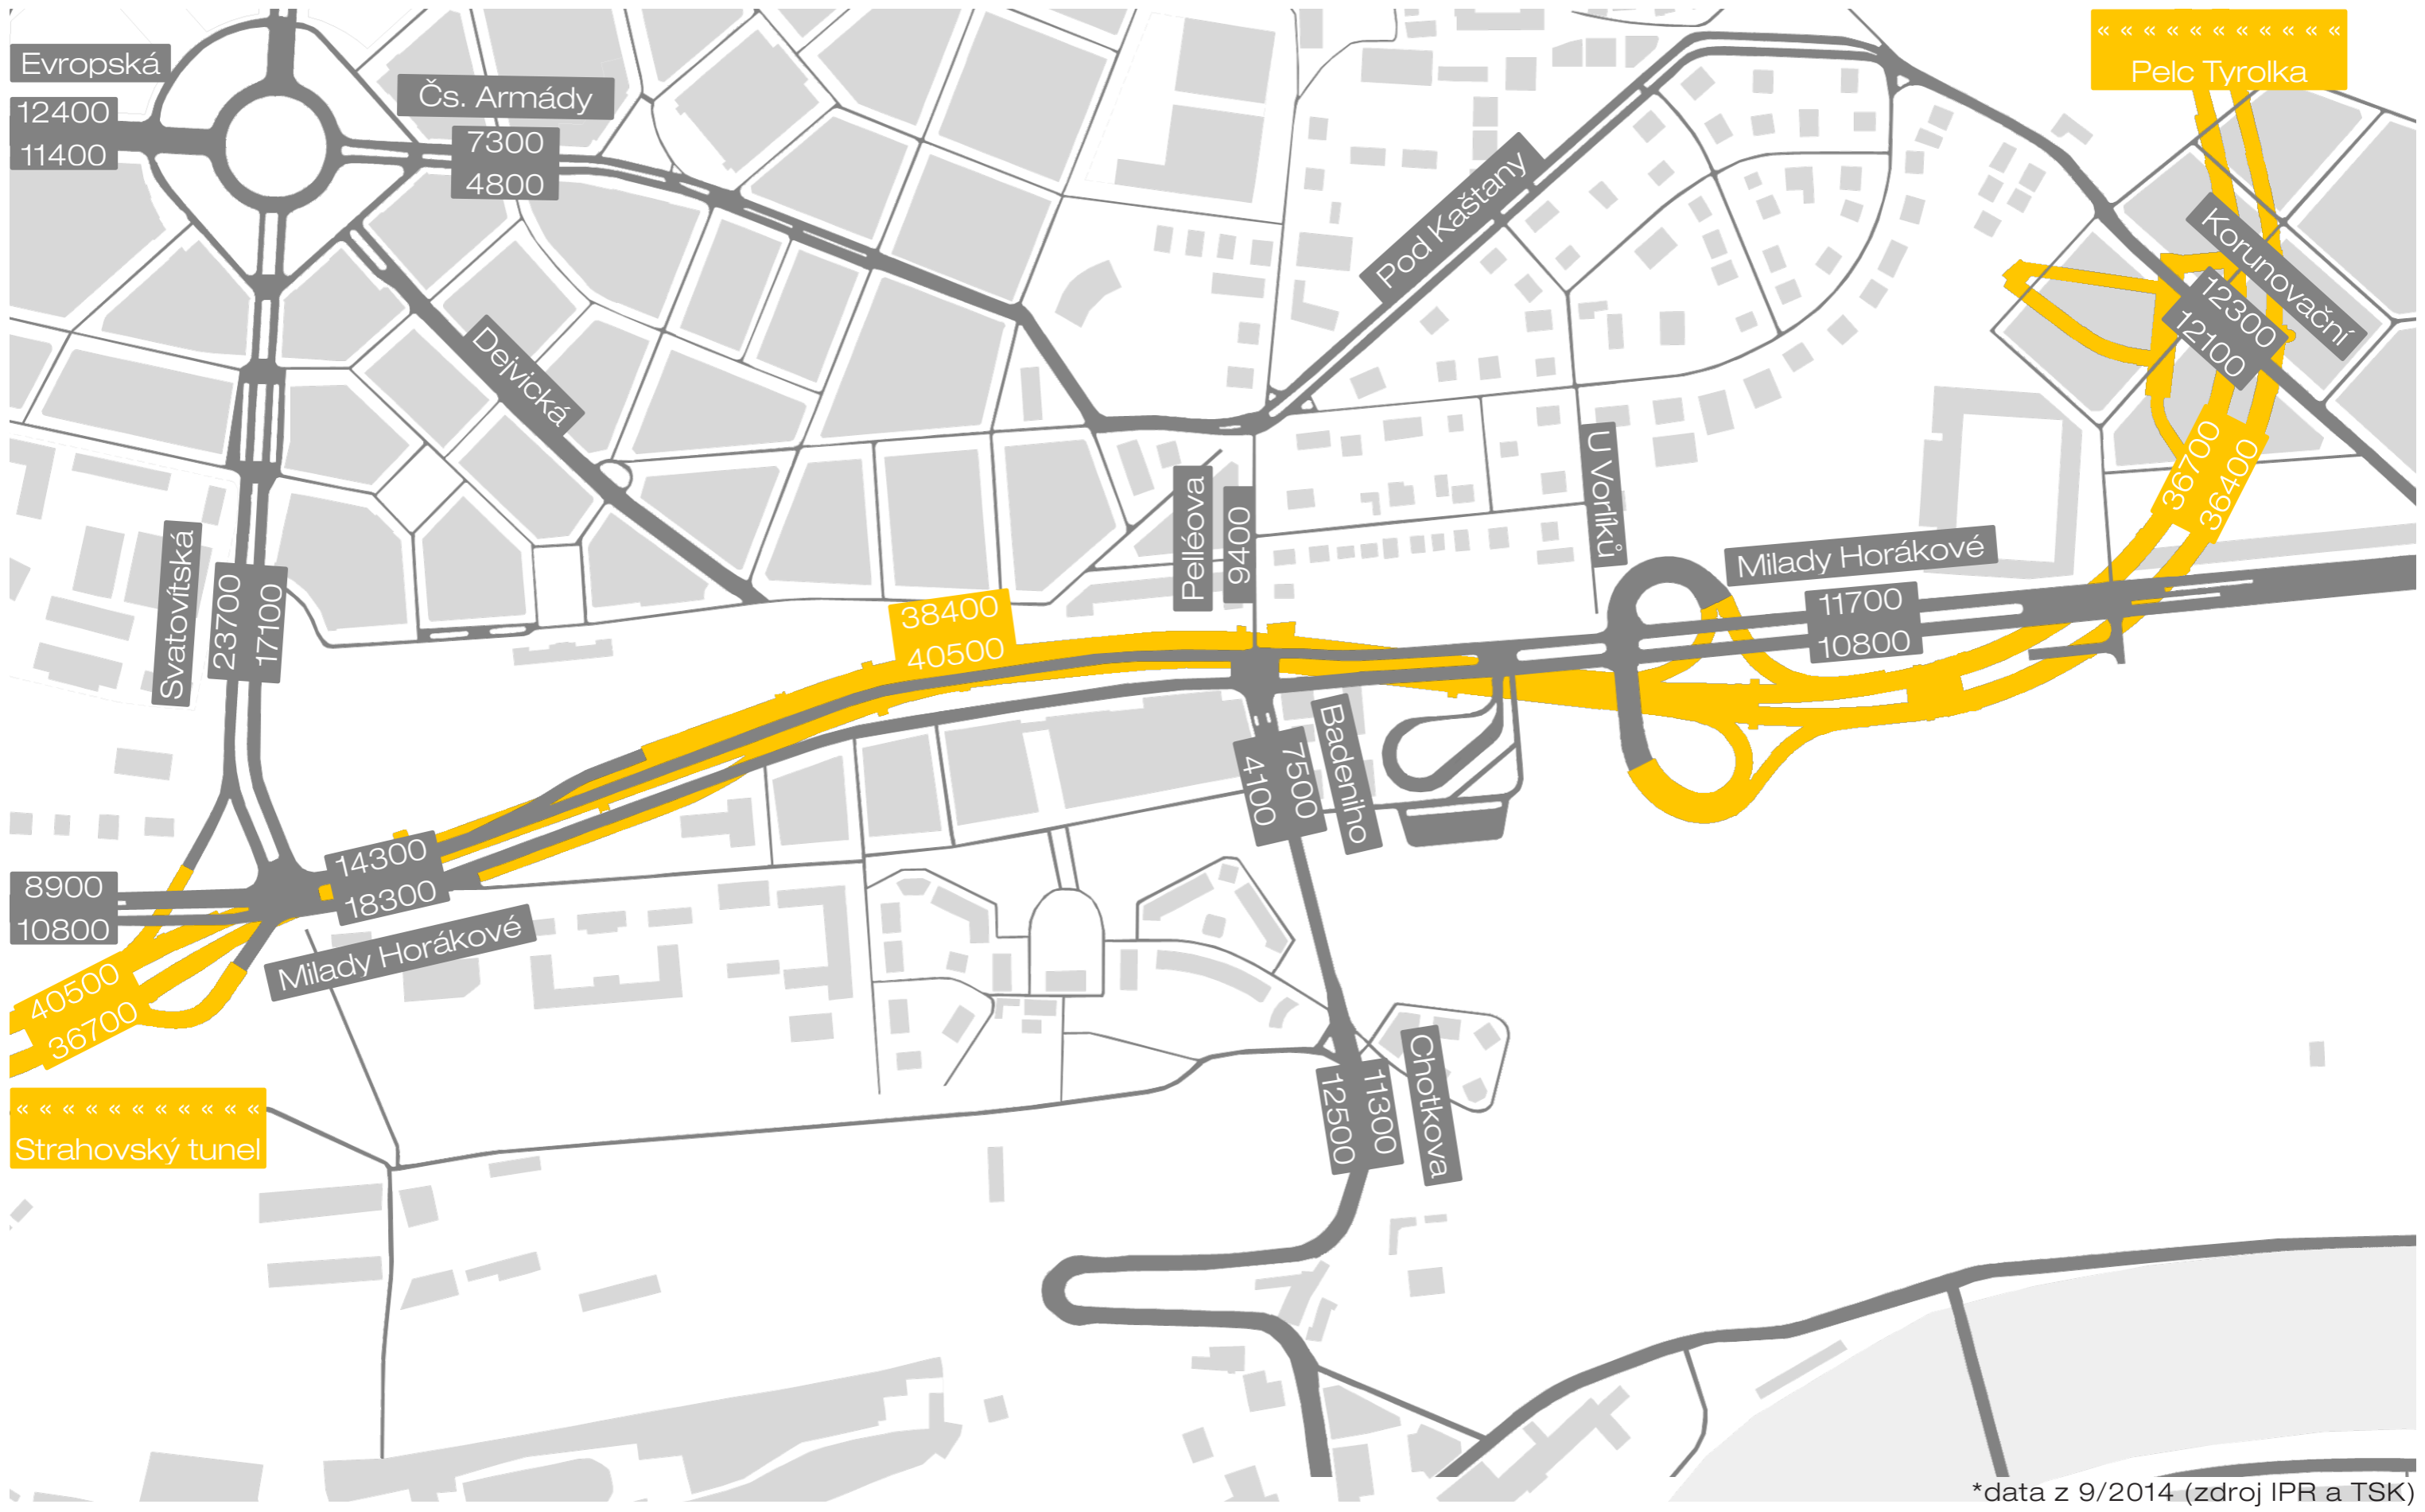 « « « « « « « « « « «
Pelc Tyrolka
Evropská
12400
11400
Čs. Armády
7300
4800
Pod Kaštany
Korunovační
12300
12100
Dejvická
36700
36400
U Vorlíků
Pelléova
9400
Milady Horákové
11700
10800
Svatovítská
23700
17100
38400
40500
Badeniho
7500
4100
14300
18300
8900
10800
Milady Horákové
40500
36700
Chotkova
11300
12500
« « « « « « « « « « «
Strahovský tunel
*data z 9/2014 (zdroj IPR a TSK)